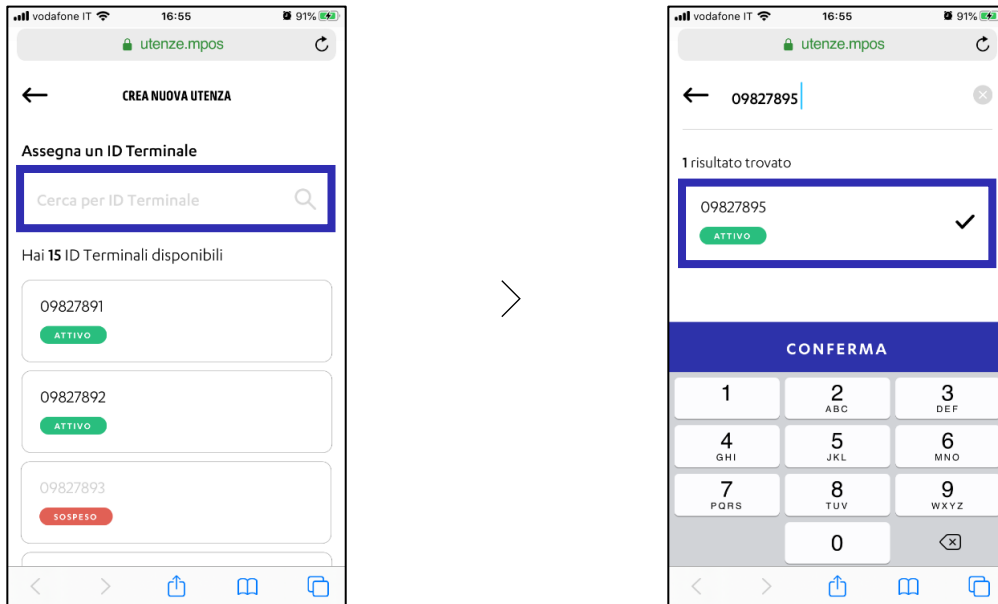 vodafone IT 16:55 91%
utenze.mpos
CREA NUOVA UTENZA
Assegna un ID Terminale
Cerca per ID Terminale
Hai 15 ID Terminali disponibili
09827891
ATTIVO
09827892
ATTIVO
09827893
SOSPESO
vodafone IT 16:55 91%
utenze.mpos
09827895
1 risultato trovato
09827895
ATTIVO
CONFERMA
1 2 3
ABC DEF
4 5 6
GHI JKL MNO
7 8 9
PQRS TUV WXYZ
0